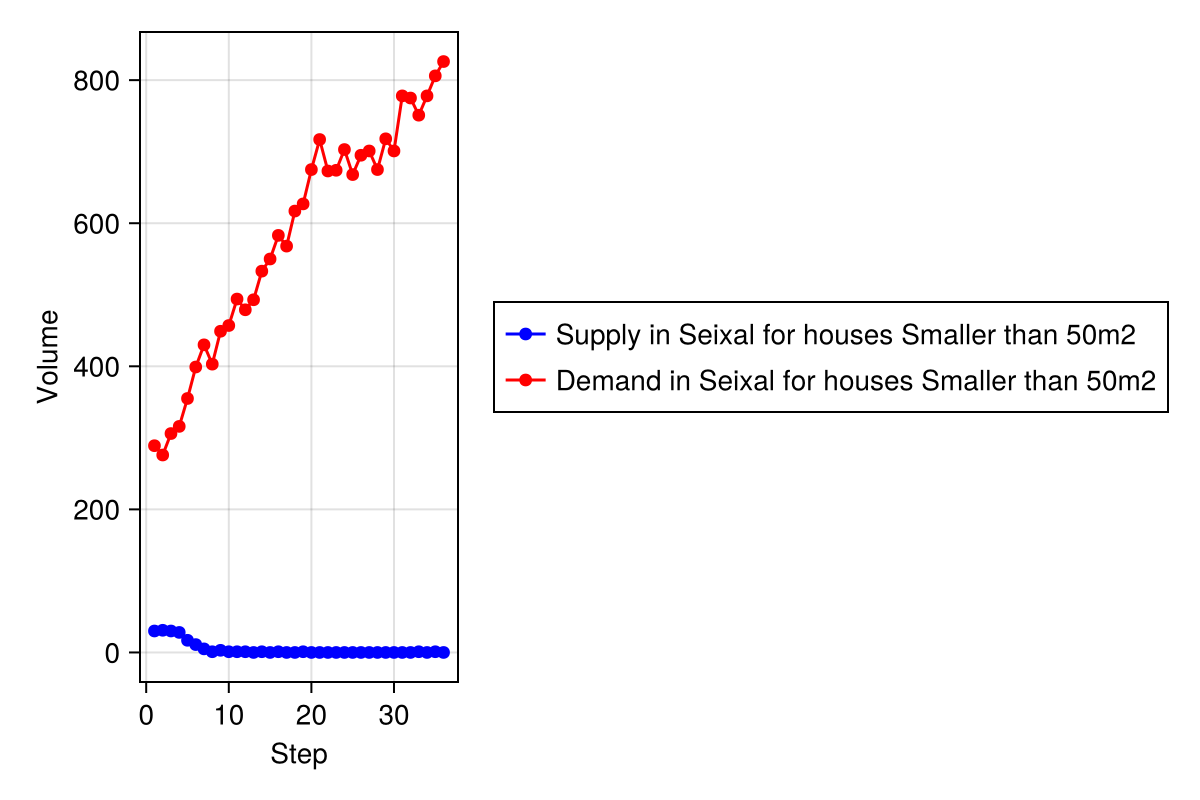 800
600
400
200
0
Volume
0 10 20 30
Step
Supply in Seixal for houses Smaller than 50m2
Demand in Seixal for houses Smaller than 50m2